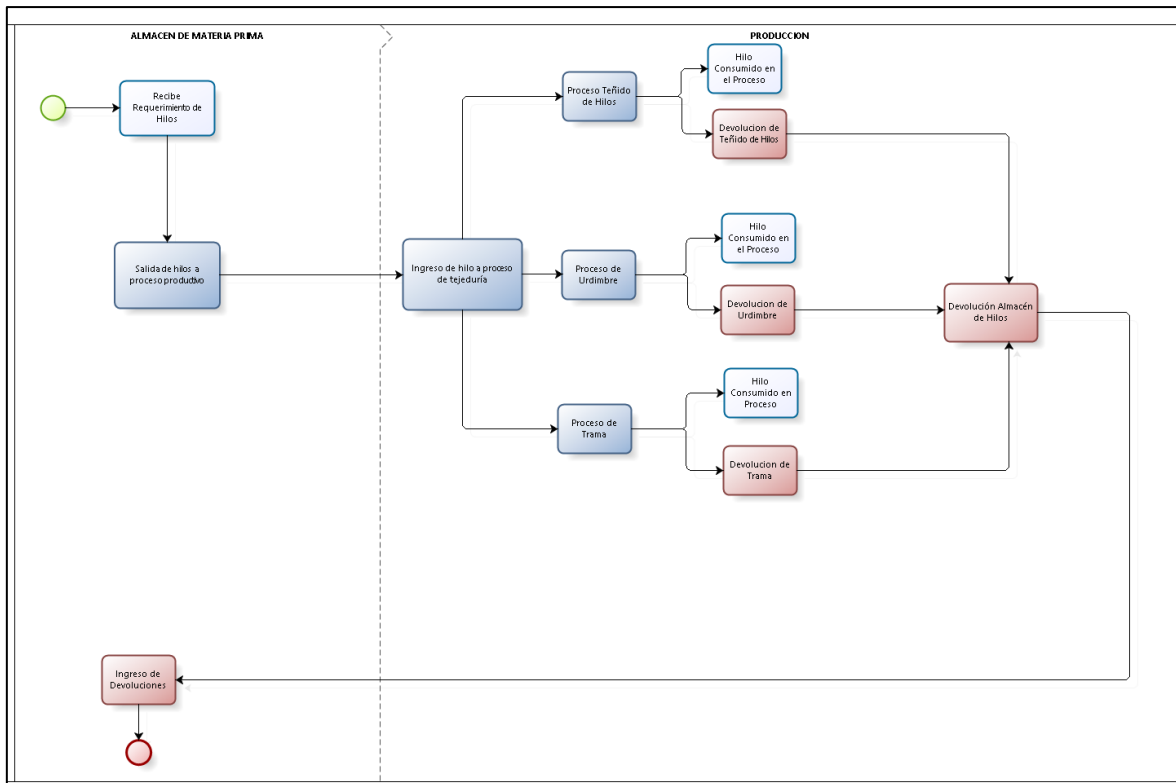 ALMACEN DE MATERIA PRIMA
PRODUCCION
Recibe
Requerimiento de
Hilos
Salida de hilos a
proceso productivo
Ingreso de hilo a proceso
de tejeduría
Proceso Teñido
de Hilos
Hilo
Consumido en
el Proceso
Devolucion de
Teñido de Hilos
Proceso de
Urdimbre
Hilo
Consumido en
el Proceso
Devolucion de
Urdimbre
Devolución Almacén
de Hilos
Proceso de
Trama
Hilo
Consumido en
Proceso
Devolucion de
Trama
Ingreso de
Devoluciones